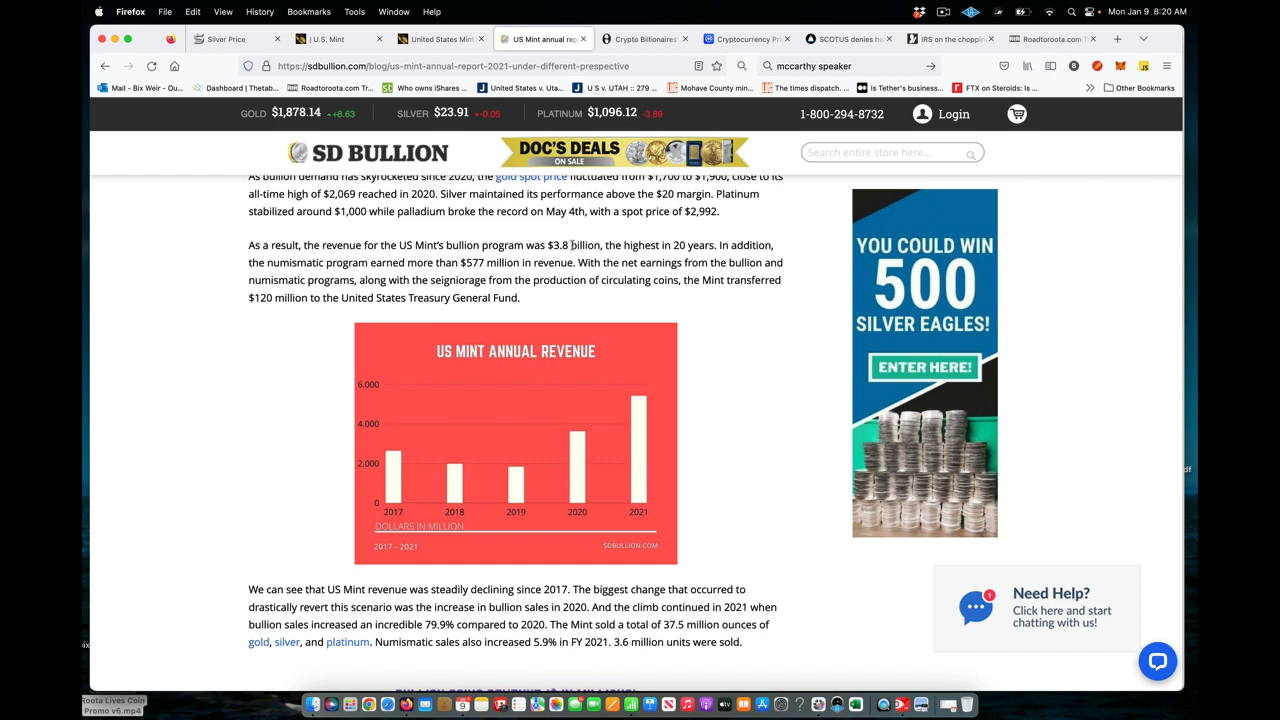 Firefox File Edit View History Bookmarks Tools Window Help
Mon Jan 9 8:20 AM
Silver Price
| U.S. Mint
United States Mint
US Mint annual rep
Crypto Billionaires'
Cryptocurrency Pri
SCOTUS denies he
IRS on the chopping
Roadtoroota.com T
https://sdbullion.com/blog/us-mint-annual-report-2021-under-different-prespective
mccarthy speaker
Mail - Bix Weir - Ou...
Dashboard | Thetab...
Roadtoroota.com Tr...
Who owns iShares ...
United States v. Uta...
U S v. UTAH :: 279 ...
Mohave County min...
The times dispatch. ...
Is Tether's business...
FTX on Steroids: Is ...
Other Bookmarks
GOLD $1,878.14 +8.63
SILVER $23.91 -0.05
PLATINUM $1,096.12 -3.89
1-800-294-8732
Login
SD BULLION
DOC'S DEALS
ON SALE
Search entire store here...
As bullion demand has skyrocketed since 2020, the gold spot price fluctuated from $1,700 to $1,900, close to its
all-time high of $2,069 reached in 2020. Silver maintained its performance above the $20 margin. Platinum
stabilized around $1,000 while palladium broke the record on May 4th, with a spot price of $2,992.
As a result, the revenue for the US Mint's bullion program was $3.8 billion, the highest in 20 years. In addition,
the numismatic program earned more than $577 million in revenue. With the net earnings from the bullion and
numismatic programs, along with the seigniorage from the production of circulating coins, the Mint transferred
$120 million to the United States Treasury General Fund.
US MINT ANNUAL REVENUE
6.000
4.000
2.000
0
2017 2018 2019 2020 2021
DOLLARS IN MILLION
2017 - 2021
SDBULLION.COM
We can see that US Mint revenue was steadily declining since 2017. The biggest change that occurred to
drastically revert this scenario was the increase in bullion sales in 2020. And the climb continued in 2021 when
bullion sales increased an incredible 79.9% compared to 2020. The Mint sold a total of 37.5 million ounces of
gold, silver, and platinum. Numismatic sales also increased 5.9% in FY 2021. 3.6 million units were sold.
YOU COULD WIN
500
SILVER EAGLES!
ENTER HERE!
Need Help?
1
Click here and start
chatting with us!
Roota Lives Coin
Promo v6.mp4